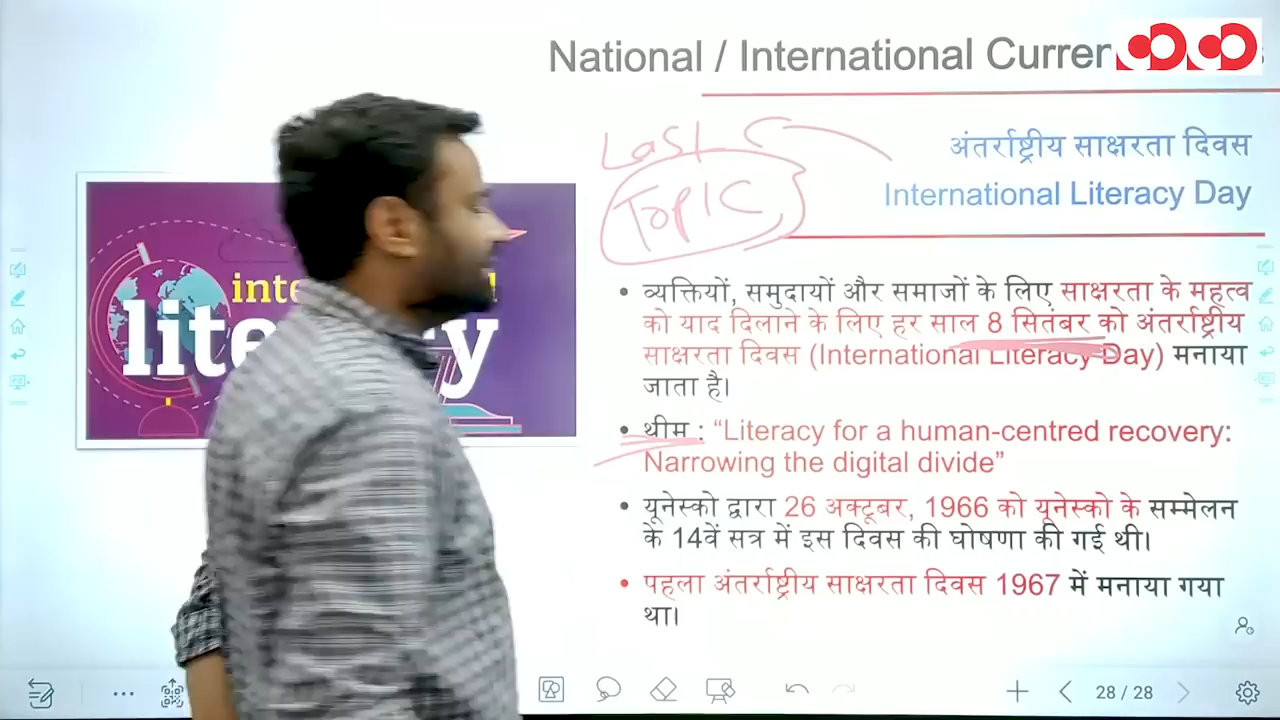 National / International Curren
अंतर्राष्ट्रीय साक्षरता दिवस
International Literacy Day
Last
Topic
literacy
• व्यक्तियों, समुदायों और समाजों के लिए साक्षरता के महत्व
को याद दिलाने के लिए हर साल 8 सितंबर को अंतर्राष्ट्रीय
साक्षरता दिवस (International Literacy Day) मनाया
जाता है।
• थीम : “Literacy for a human-centred recovery:
Narrowing the digital divide”
• यूनेस्को द्वारा 26 अक्टूबर, 1966 को यूनेस्को के सम्मेलन
के 14वें सत्र में इस दिवस की घोषणा की गई थी।
• पहला अंतर्राष्ट्रीय साक्षरता दिवस 1967 में मनाया गया
था।
28 / 28